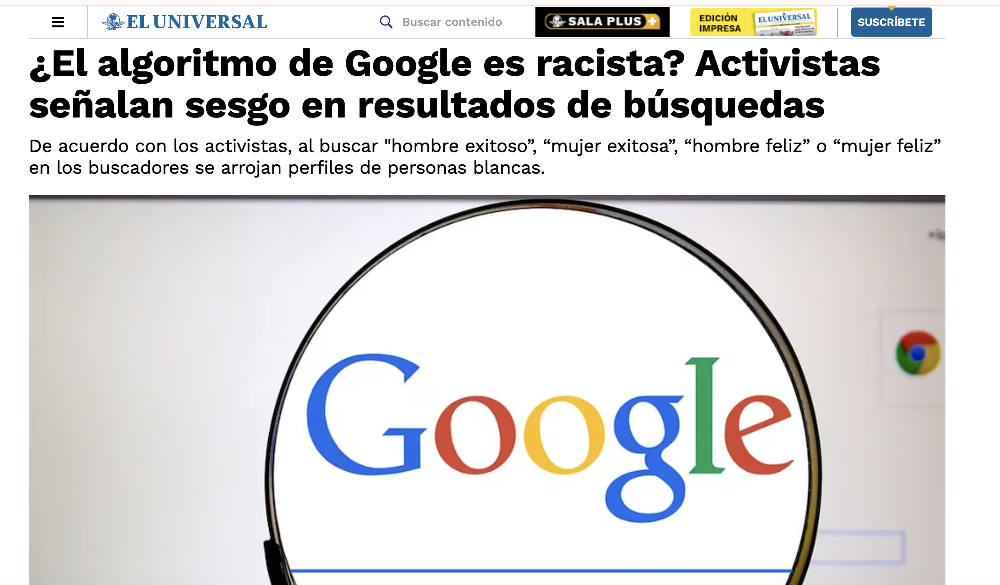 EL UNIVERSAL
Buscar contenido
SALA PLUS +
EDICIÓN
IMPRESA
EL UNIVERSAL
SUSCRÍBETE
¿El algoritmo de Google es racista? Activistas
señalan sesgo en resultados de búsquedas
De acuerdo con los activistas, al buscar "hombre exitoso”, “mujer exitosa”, “hombre feliz” o “mujer feliz”
en los buscadores se arrojan perfiles de personas blancas.
Google